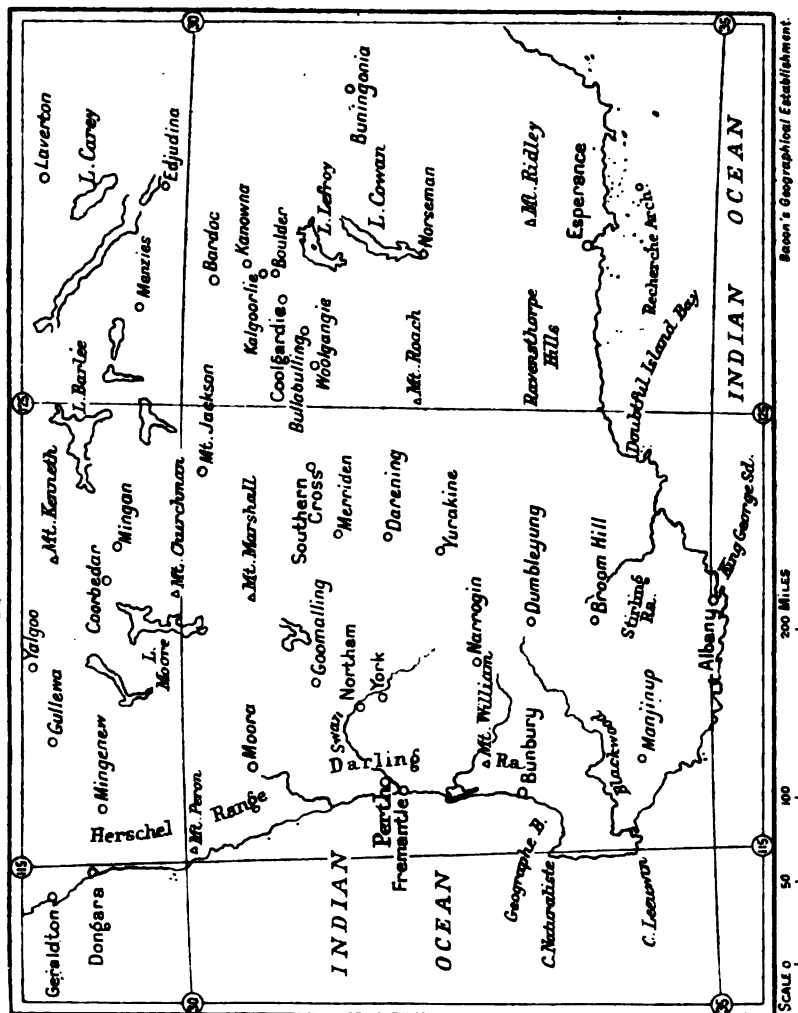 115
125
Geraldton
Gullewa
Yalgoo
Mt. Kenneth
Laverton
Dongara
Mingenew
Coorbedar
Mingan
L. Barlee
L. Carey
Herschel
Range
L.
Moore
Menzies
Edjudina
30
Mt. Peron
Mt. Churchman
30
Mt. Jackson
Bardoc
Moora
Mt. Marshall
Kalgoorlie
Kanowna
Boulder
Coolgardie
Bullabulling
Woolgangie
L. Lefroy
Goomalling
Southern
Cross
Merriden
Buningonia
INDIAN
OCEAN
Swan
Northam
York
Darling
Ra.
Perth
Fremantle
Darening
L. Cowan
Mt. Roach
Norseman
Yurakine
Narrogin
Mt. William
Geographe B.
Bunbury
Dumbleyung
Ravensthorpe
Hills
Mt. Ridley
C. Naturaliste
Blackwood
Broom Hill
Esperance
C. Leeuwin
Manjinup
Stirling
Ra.
Doubtful Island Bay
Recherche Arch.
Albany
King George Sd.
INDIAN OCEAN
35
35
115
125
SCALE 0 50 100 200 MILES
Bacon's Geographical Establishment.